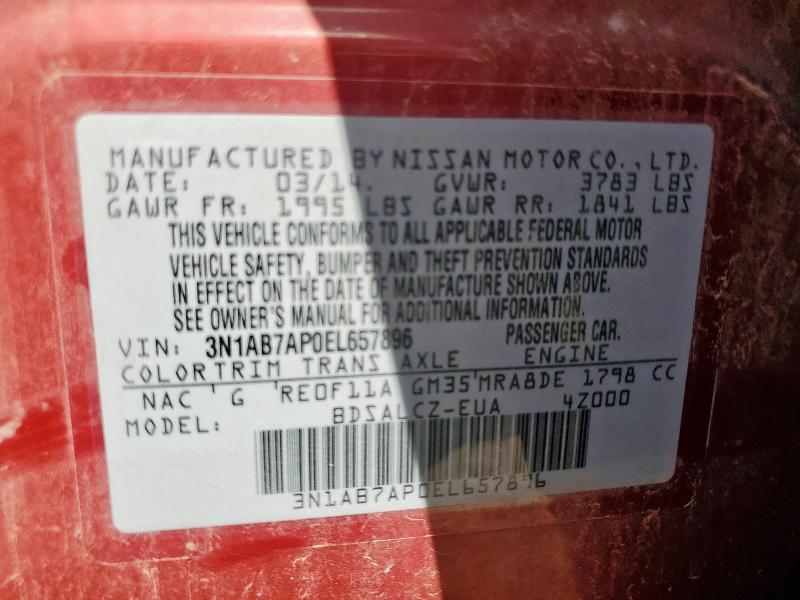 MANUFACTURED BY NISSAN MOTOR CO., LTD.
DATE: 03/14. GVWR: 3783 LBS
GAWR FR: 1995 LBS GAWR RR: 1841 LBS
THIS VEHICLE CONFORMS TO ALL APPLICABLE FEDERAL MOTOR
VEHICLE SAFETY, BUMPER AND THEFT PREVENTION STANDARDS
IN EFFECT ON THE DATE OF MANUFACTURE SHOWN ABOVE.
SEE OWNER'S MANUAL FOR ADDITIONAL INFORMATION.
VIN: 3N1AB7AP0EL657896 PASSENGER CAR.
COLOR TRIM TRANS AXLE ENGINE
NAC G RE0F11A GM35 MRA8DE 1798 CC
MODEL: BDSALCZ-EUA 4Z000
3N1AB7AP0EL657896